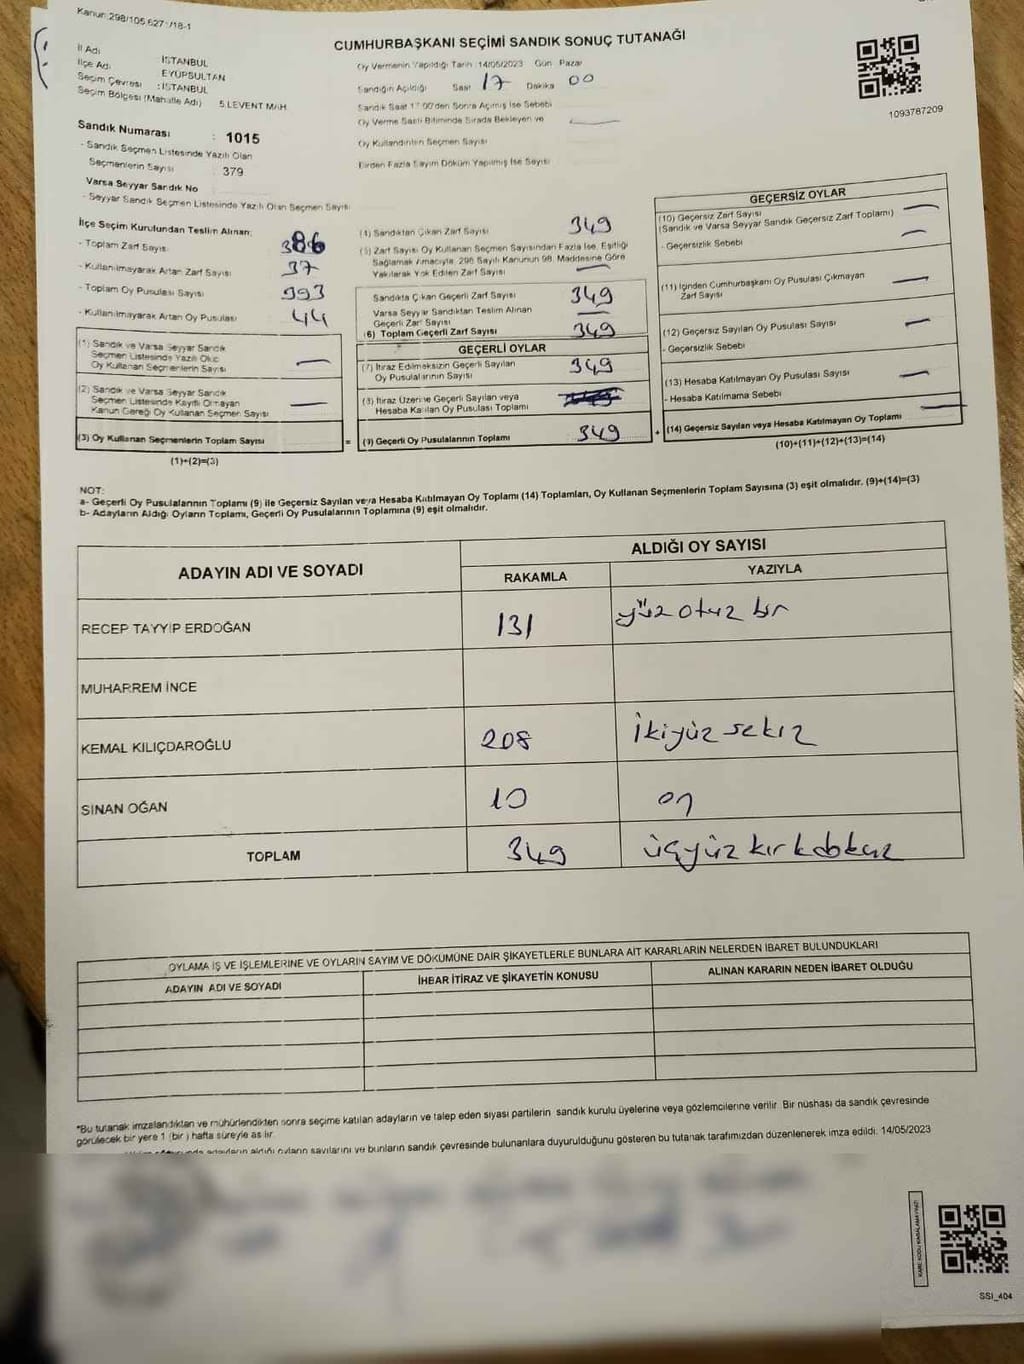 Kanun:298/105,627 /18-1
CUMHURBAŞKANI SEÇİMİ SANDIK SONUÇ TUTANAĞI
İl Adı : İSTANBUL
İlçe Adı EYÜPSULTAN
Seçim Çevresi : İSTANBUL
Seçim Bölgesi (Mahalle Adı) 5.LEVENT MAH.
Oy Vermenin Yapıldığı Tarih :14/05/2023 Gün Pazar
Sandığın Açıldığı Saat 17 Dakika 00
Sandık Saat 17:00'den Sonra Açılmış İse Sebebi
Oy Verme Saati Bitiminde Sırada Bekleyen ve —
Oy Kullandırılan Seçmen Sayısı
Birden Fazla Sayım Döküm Yapılmış İse Sayısı
1093787209
Sandık Numarası : 1015
- Sandık Seçmen Listesinde Yazılı Olan
Seçmenlerin Sayısı : 379
Varsa Seyyar Sandık No
- Seyyar Sandık Seçmen Listesinde Yazılı Olan Seçmen Sayısı
İlçe Seçim Kurulundan Teslim Alınan:
- Toplam Zarf Sayısı 386
- Kullanılmayarak Artan Zarf Sayısı 37
- Toplam Oy Pusulası Sayısı 393
- Kullanılmayarak Artan Oy Pusulası 44
(1) Sandık ve Varsa Seyyar Sandık
Seçmen Listesinde Yazılı Olup
Oy Kullanan Seçmenlerin Sayısı —
(2) Sandık ve Varsa Seyyar Sandık
Seçmen Listesinde Kayıtlı Olmayan
Kanun Gereği Oy Kullanan Seçmen Sayısı —
(3) Oy Kullanan Seçmenlerin Toplam Sayısı =
(1)+(2)=(3)
(4) Sandıktan Çıkan Zarf Sayısı 349
(5) Zarf Sayısı Oy Kullanan Seçmen Sayısından Fazla İse, Eşitliği
Sağlamak Amacıyla, 298 Sayılı Kanunun 98. Maddesine Göre
Yakılarak Yok Edilen Zarf Sayısı —
Sandıkta Çıkan Geçerli Zarf Sayısı 349
Varsa Seyyar Sandıktan Teslim Alınan
Geçerli Zarf Sayısı —
(6) Toplam Geçerli Zarf Sayısı 349
GEÇERLİ OYLAR
(7) İtiraz Edilmeksizin Geçerli Sayılan
Oy Pusulalarının Sayısı 349
(8) İtiraz Üzerine Geçerli Sayılan veya
Hesaba Katılan Oy Pusulası Toplamı
(9) Geçerli Oy Pusulalarının Toplamı 349 +
GEÇERSİZ OYLAR
(10) Geçersiz Zarf Sayısı —
(Sandık ve Varsa Seyyar Sandık Geçersiz Zarf Toplamı)
- Geçersizlik Sebebi —
(11) İçinden Cumhurbaşkanı Oy Pusulası Çıkmayan
Zarf Sayısı —
(12) Geçersiz Sayılan Oy Pusulası Sayısı —
- Geçersizlik Sebebi
(13) Hesaba Katılmayan Oy Pusulası Sayısı —
- Hesaba Katılmama Sebebi
(14) Geçersiz Sayılan veya Hesaba Katılmayan Oy Toplamı —
(10)+(11)+(12)+(13)=(14)
NOT:
a- Geçerli Oy Pusulalarının Toplamı (9) ile Geçersiz Sayılan veya Hesaba Katılmayan Oy Toplamı (14) Toplamları, Oy Kullanan Seçmenlerin Toplam Sayısına (3) eşit olmalıdır. (9)+(14)=(3)
b- Adayların Aldığı Oyların Toplamı, Geçerli Oy Pusulalarının Toplamına (9) eşit olmalıdır.
ADAYIN ADI VE SOYADI
ALDIĞI OY SAYISI
RAKAMLA YAZIYLA
RECEP TAYYİP ERDOĞAN 131 yüz otuz bir
MUHARREM İNCE
KEMAL KILIÇDAROĞLU 208 İkiyüz sekiz
SİNAN OĞAN 10 on
TOPLAM 349 üçyüz kırkdokuz
OYLAMA İŞ VE İŞLEMLERİNE VE OYLARIN SAYIM VE DÖKÜMÜNE DAİR ŞİKAYETLERLE BUNLARA AİT KARARLARIN NELERDEN İBARET BULUNDUKLARI
ADAYIN ADI VE SOYADI İHBAR İTİRAZ VE ŞİKAYETİN KONUSU ALINAN KARARIN NEDEN İBARET OLDUĞU
*Bu tutanak imzalandıktan ve mühürlendikten sonra seçime katılan adayların ve talep eden siyasi partilerin sandık kurulu üyelerine veya gözlemcilerine verilir. Bir nüshası da sandık çevresinde
görülecek bir yere 1 (bir) hafta süreyle asılır.
adayların aldığı oyların sayılarını ve bunların sandık çevresinde bulunanlara duyurulduğunu gösteren bu tutanak tarafımızdan düzenlenerek imza edildi. 14/05/2023
SSI_404